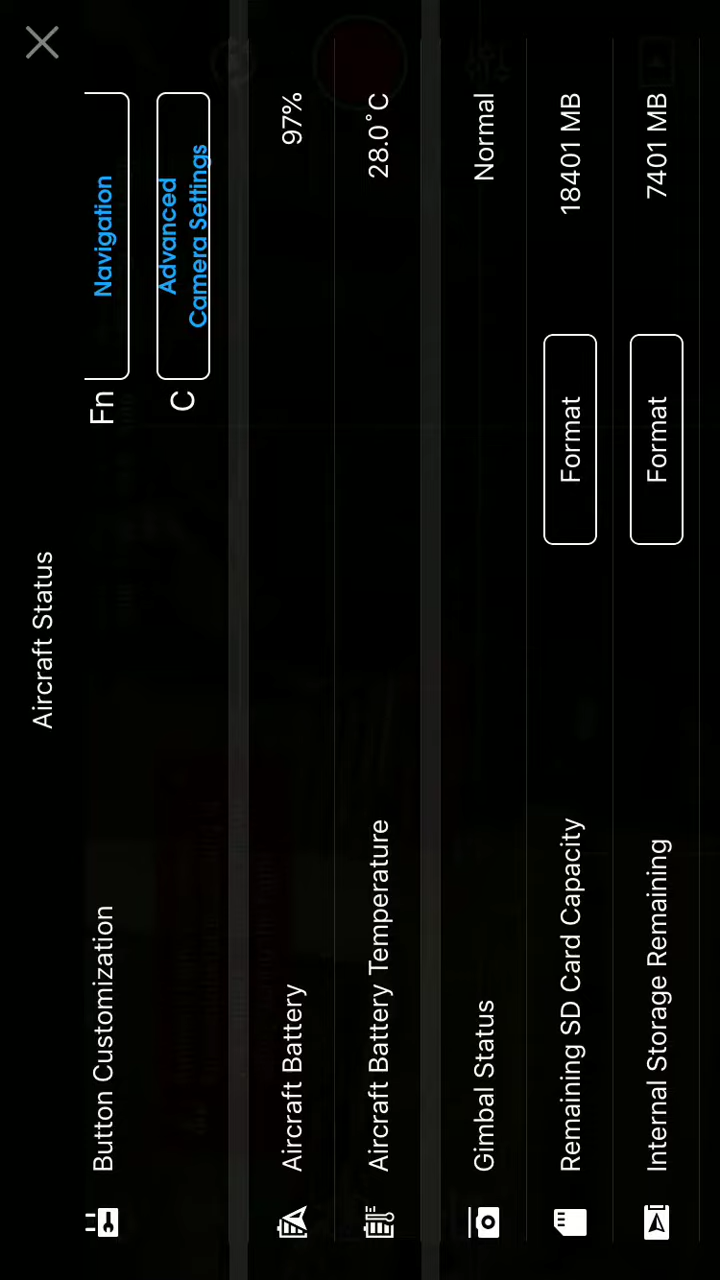 Aircraft Status
Button Customization
Fn
Navigation
C
Advanced
Camera Settings
Aircraft Battery
97%
Aircraft Battery Temperature
28.0°C
Gimbal Status
Normal
Remaining SD Card Capacity
Format
18401 MB
Internal Storage Remaining
Format
7401 MB